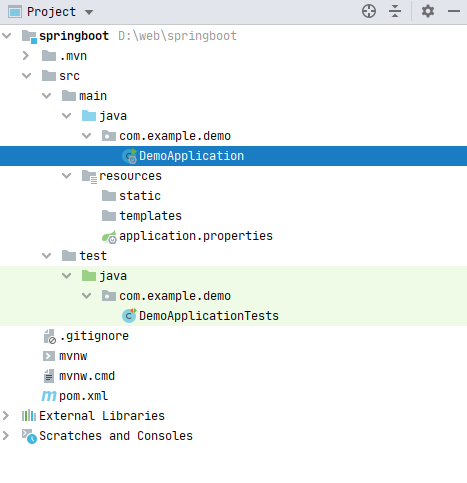 Project
springboot D:\web\springboot
.mvn
src
main
java
com.example.demo
DemoApplication
resources
static
templates
application.properties
test
java
com.example.demo
DemoApplicationTests
.gitignore
mvnw
mvnw.cmd
pom.xml
External Libraries
Scratches and Consoles